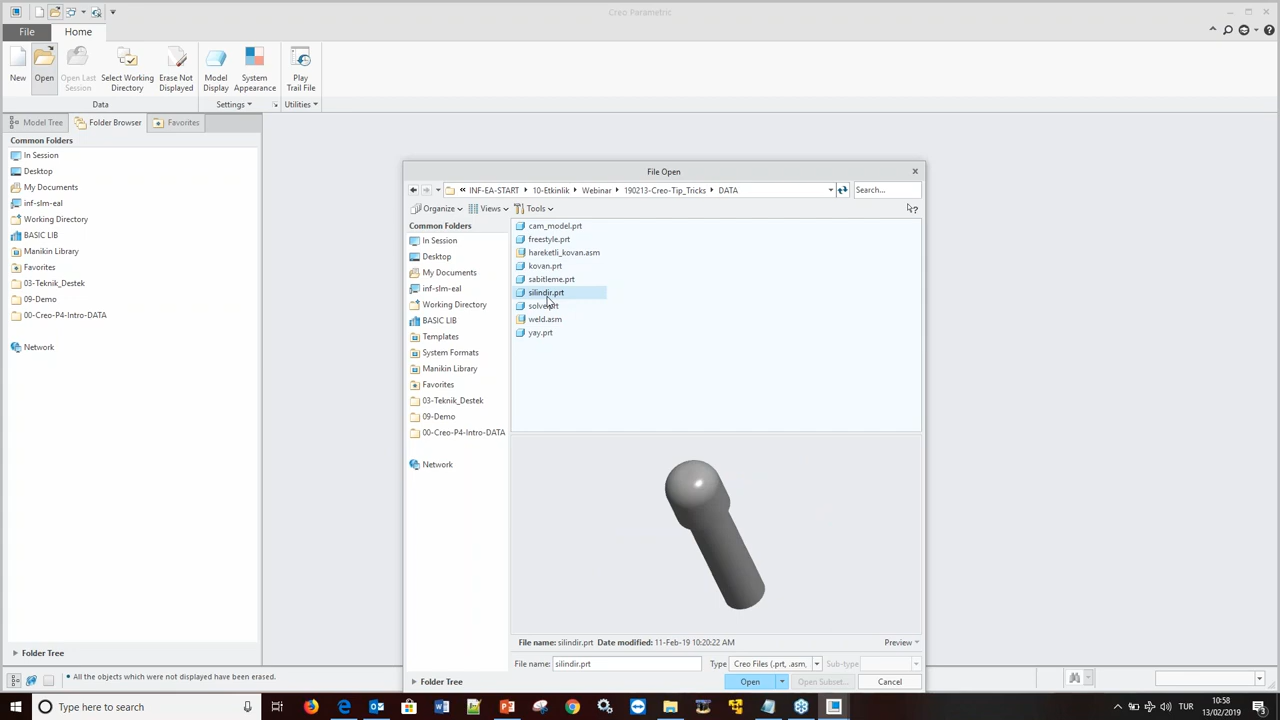 Creo Parametric
File
Home
New
Open
Open Last Session
Select Working Directory
Erase Not Displayed
Model Display
System Appearance
Play Trail File
Data
Settings
Utilities
Model Tree
Folder Browser
Favorites
Common Folders
In Session
Desktop
My Documents
inf-slm-eal
Working Directory
BASIC LIB
Manikin Library
Favorites
03-Teknik_Destek
09-Demo
00-Creo-P4-Intro-DATA
Network
Folder Tree
File Open
« INF-EA-START
10-Etkinlik
Webinar
190213-Creo-Tip_Tricks
DATA
Search...
Organize
Views
Tools
Common Folders
In Session
Desktop
My Documents
inf-slm-eal
Working Directory
BASIC LIB
Templates
System Formats
Manikin Library
Favorites
03-Teknik_Destek
09-Demo
00-Creo-P4-Intro-DATA
Network
cam_model.prt
freestyle.prt
hareketli_kovan.asm
kovan.prt
sabitleme.prt
silindir.prt
weld.asm
yay.prt
File name: silindir.prt Date modified: 11-Feb-19 10:20:22 AM
Preview
File name: silindir.prt
Type Creo Files (.prt, .asm,
Sub-type
Folder Tree
Open
Open Subset...
Cancel
• All the objects which were not displayed have been erased.
Type here to search
TUR
10:58
13/02/2019